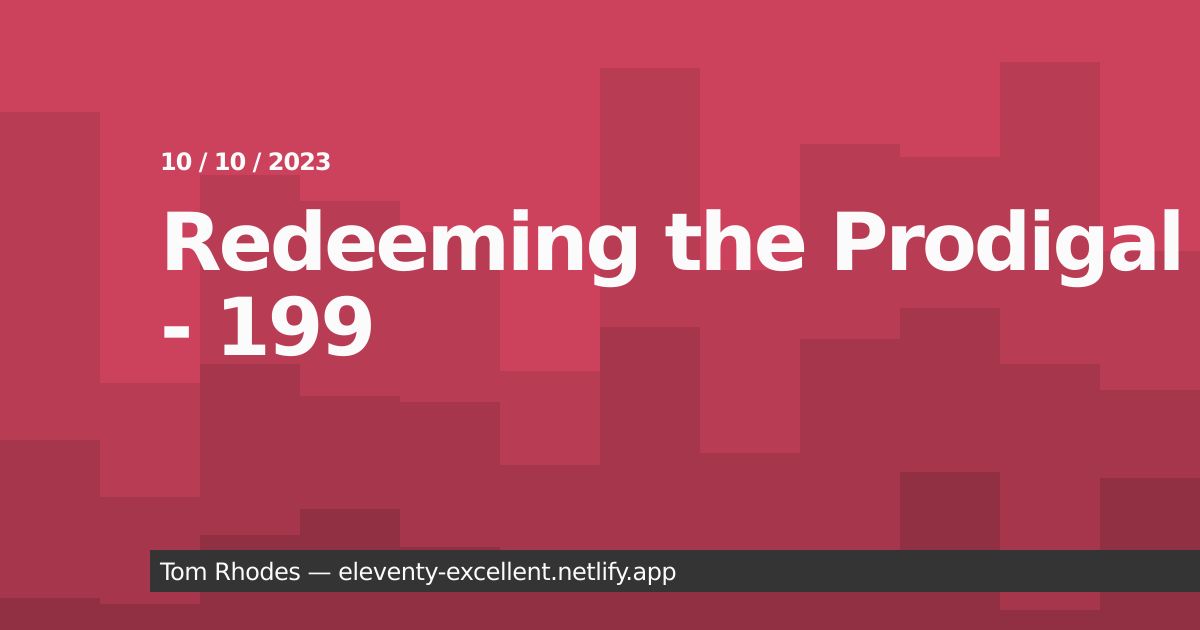 10 / 10 / 2023
Redeeming the Prodigal
- 199
Tom Rhodes — eleventy-excellent.netlify.app